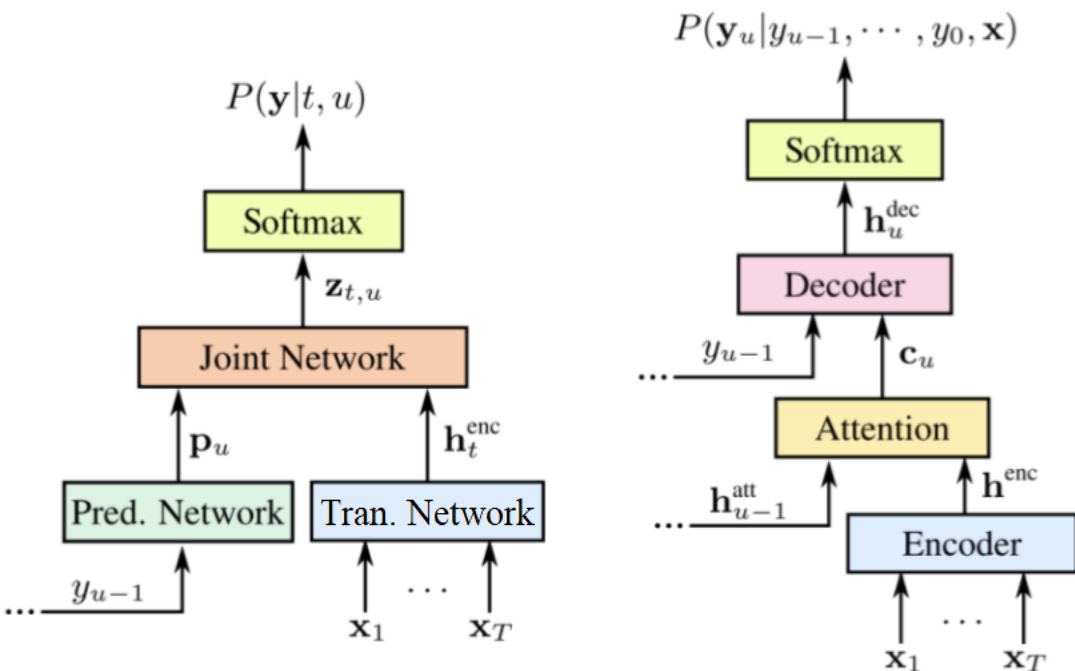 P(y|t, u)
Softmax
z_{t,u}
Joint Network
p_u
h_t^{enc}
Pred. Network
Tran. Network
... y_{u−1}
x_1 ··· x_T
P(y_u|y_{u−1}, ··· , y_0, x)
Softmax
h_u^{dec}
Decoder
... y_{u−1}
c_u
Attention
... h_{u−1}^{att}
h^{enc}
Encoder
x_1 ··· x_T